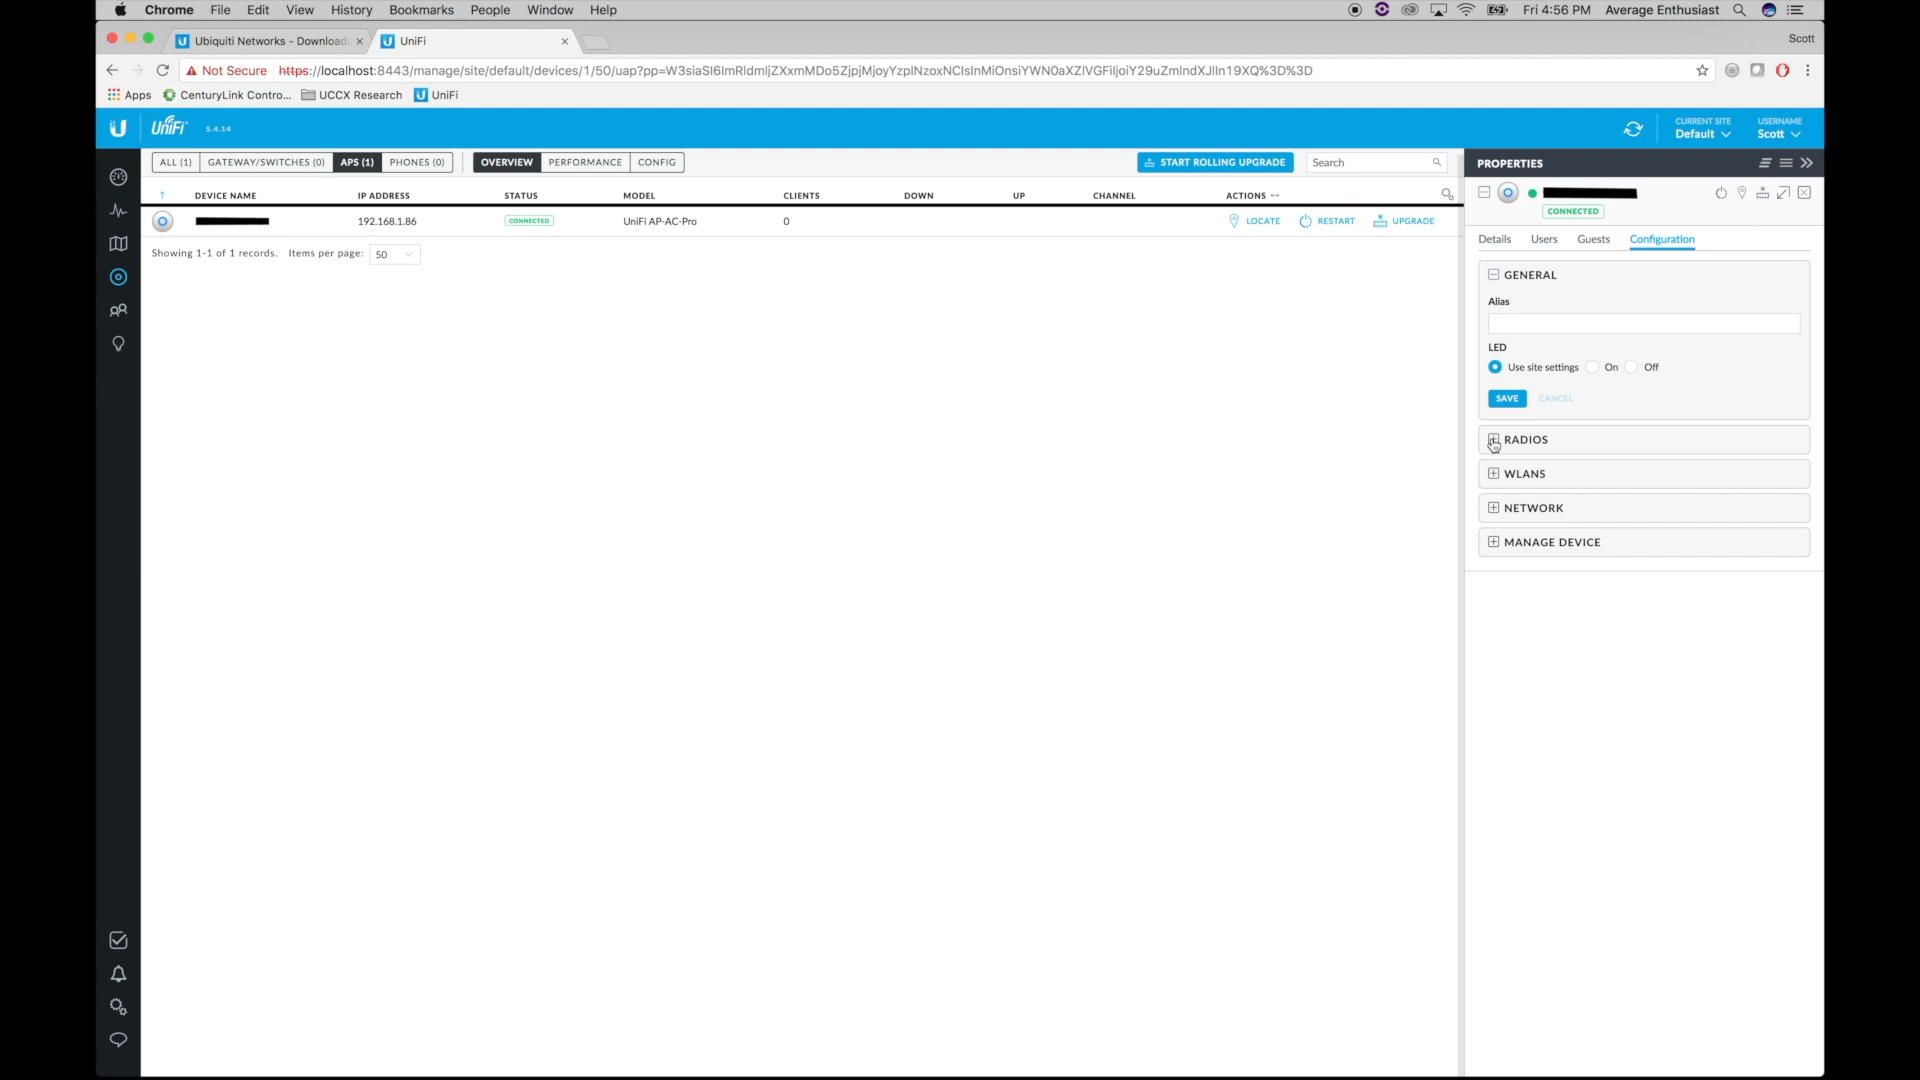 Chrome File Edit View History Bookmarks People Window Help Fri 4:56 PM Average Enthusiast
Ubiquiti Networks - Download UniFi Scott
Not Secure https://localhost:8443/manage/site/default/devices/1/50/uap?pp=W3siaSI6ImRldmljZXxmMDo5ZjpjMjoyYzplNzoxNCIsInMiOnsiYWN0aXZlVGFiIjoiY29uZmlndXJlIn19XQ%3D%3D
Apps CenturyLink Contro... UCCX Research UniFi
UniFi 5.4.14 CURRENT SITE USERNAME
Default Scott
ALL (1) GATEWAY/SWITCHES (0) APS (1) PHONES (0) OVERVIEW PERFORMANCE CONFIG START ROLLING UPGRADE Search PROPERTIES
DEVICE NAME IP ADDRESS STATUS MODEL CLIENTS DOWN UP CHANNEL ACTIONS
192.168.1.86 CONNECTED UniFi AP-AC-Pro 0 LOCATE RESTART UPGRADE
Showing 1-1 of 1 records. Items per page: 50
CONNECTED
Details Users Guests Configuration
GENERAL
Alias
LED
Use site settings On Off
SAVE CANCEL
RADIOS
WLANS
NETWORK
MANAGE DEVICE